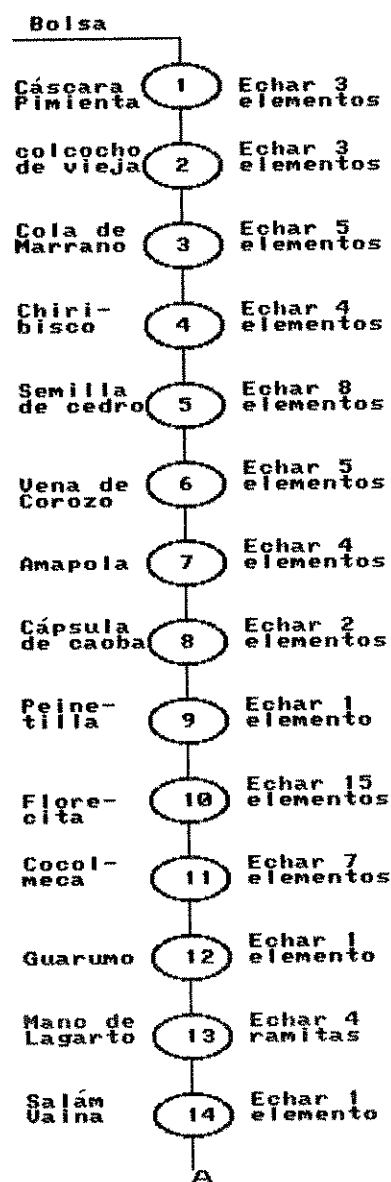 Bolsa
Cáscara
Pimienta
1
Echar 3
elementos
colcocho
de vieja
2
Echar 3
elementos
Cola de
Marrano
3
Echar 5
elementos
Chiri-
bisco
4
Echar 4
elementos
Semilla
de cedro
5
Echar 8
elementos
Vena de
Corozo
6
Echar 5
elementos
Amapola
7
Echar 4
elementos
Cápsula
de caoba
8
Echar 2
elementos
Peine-
tilla
9
Echar 1
elemento
Flore-
cita
10
Echar 15
elementos
Cocol-
meca
11
Echar 7
elementos
Guarumo
12
Echar 1
elemento
Mano de
Lagarto
13
Echar 4
ramitas
Salám
Vaina
14
Echar 1
elemento
A